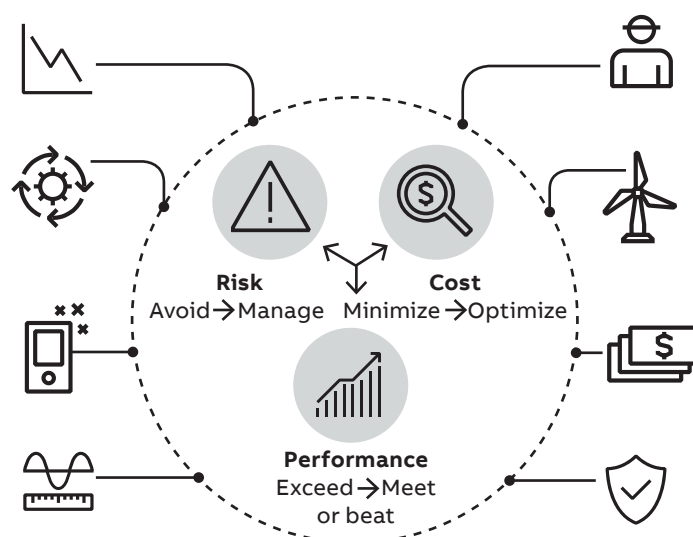 $
$
Risk
Avoid→Manage
Cost
Minimize→Optimize
Performance
Exceed→Meet
or beat